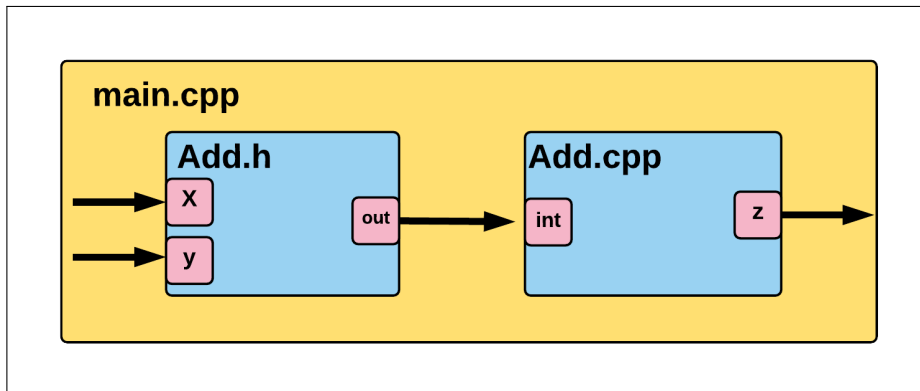 main.cpp
Add.h
Add.cpp
X
y
out
int
z